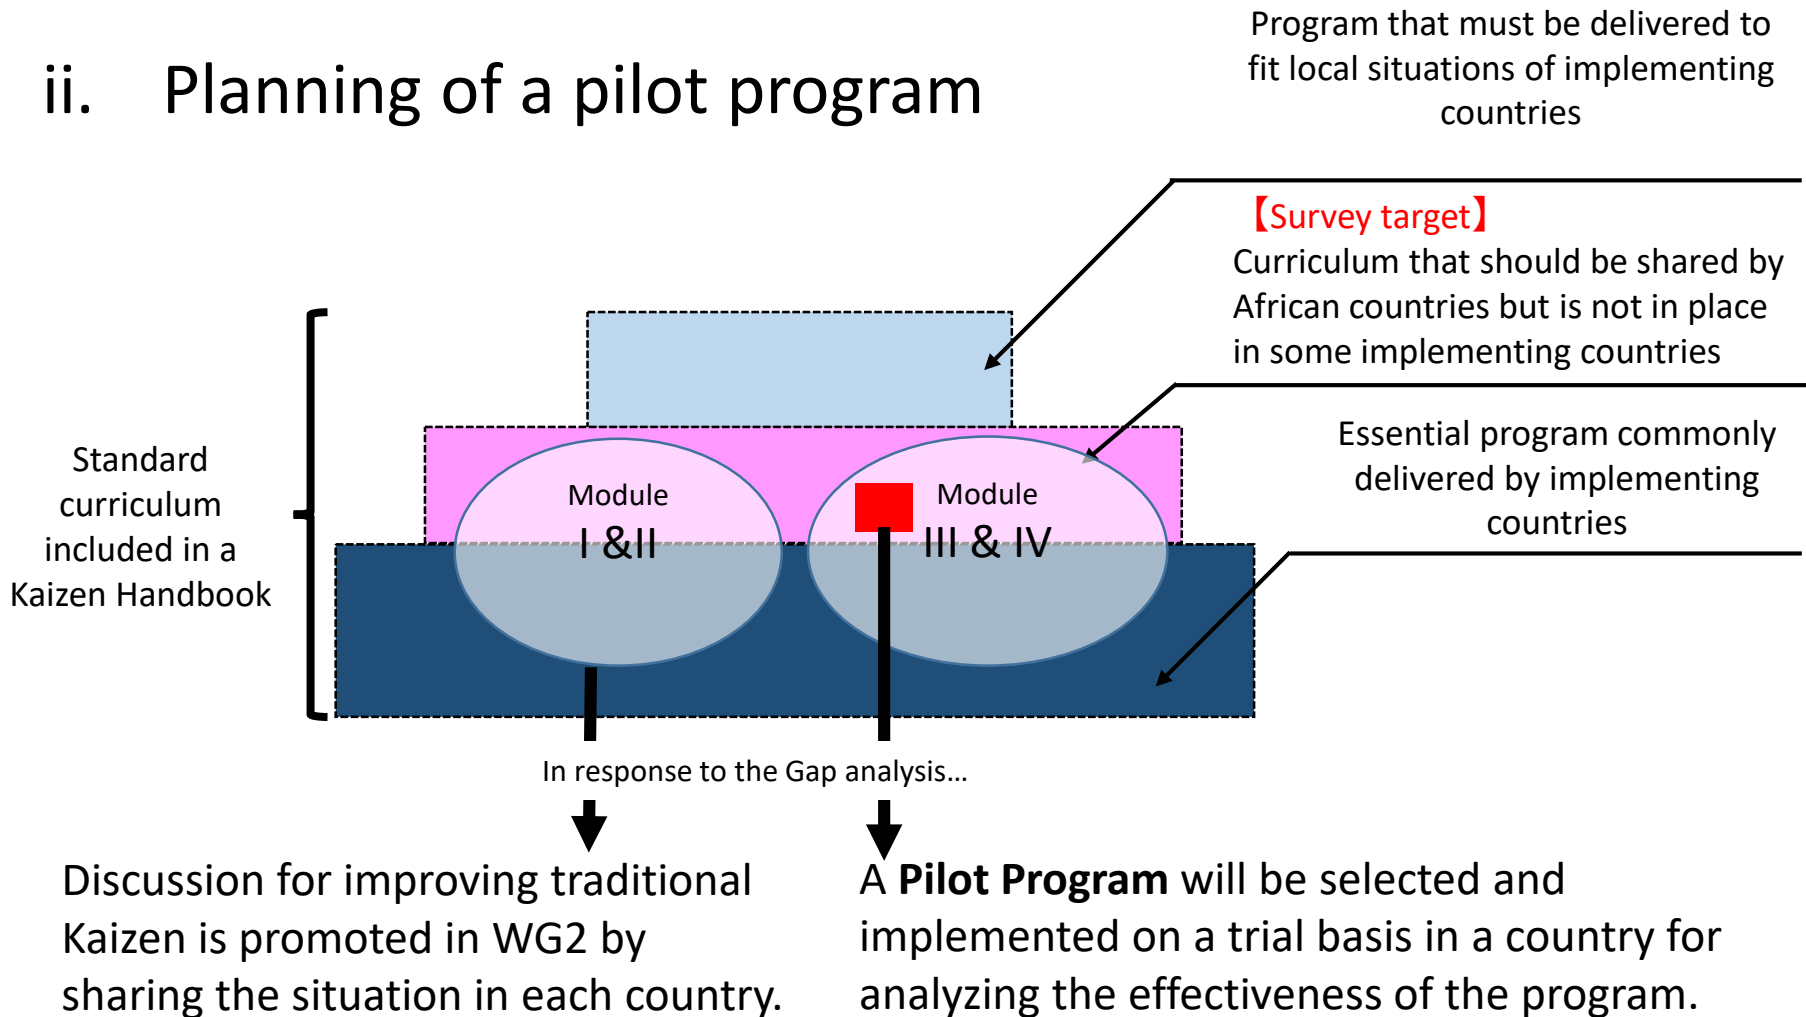 ii. Planning of a pilot program
Program that must be delivered to
fit local situations of implementing
countries
【Survey target】
Curriculum that should be shared by
African countries but is not in place
in some implementing countries
Essential program commonly
delivered by implementing
countries
Standard
curriculum
included in a
Kaizen Handbook
Module
I &II
Module
III & IV
In response to the Gap analysis...
Discussion for improving traditional
Kaizen is promoted in WG2 by
sharing the situation in each country.
A Pilot Program will be selected and
implemented on a trial basis in a country for
analyzing the effectiveness of the program.